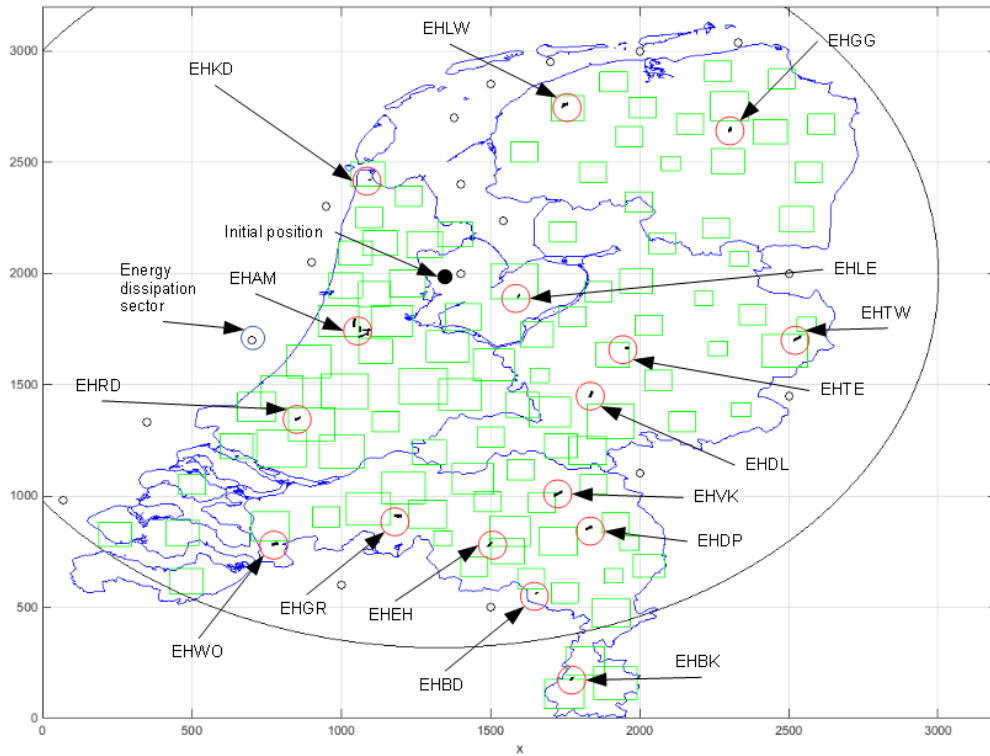 EHLW
EHGG
EHKD
Initial position
Energy
dissipation
sector
EHAM
EHLE
EHTW
EHRD
EHTE
EHDL
EHVK
EHDP
EHWO
EHGR
EHEH
EHBD
EHBK
3000
2500
2000
1500
1000
500
0
0
500
1000
1500
2000
2500
3000
x